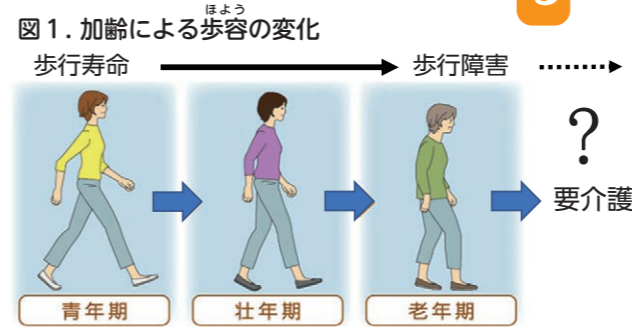 ほよう
図1. 加齢による歩容の変化
歩行寿命 歩行障害
?
要介護
青年期 壮年期 老年期